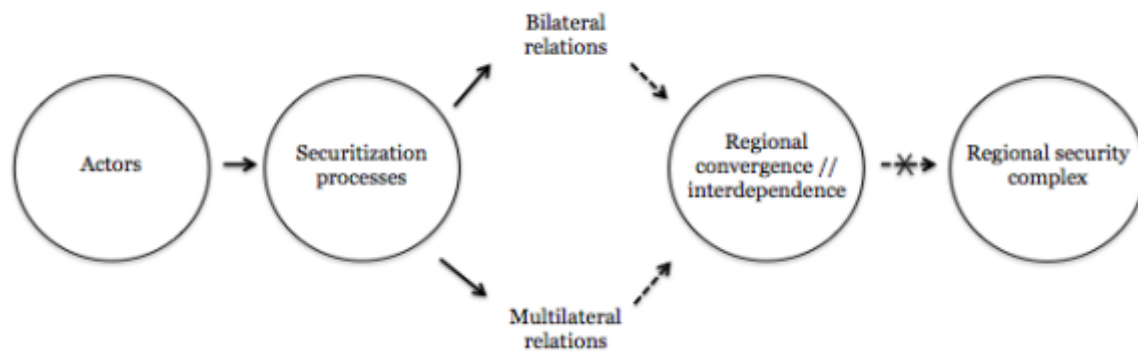 Bilateral
relations
Actors
Securitization
processes
Regional
convergence //
interdependence
Regional security
complex
Multilateral
relations